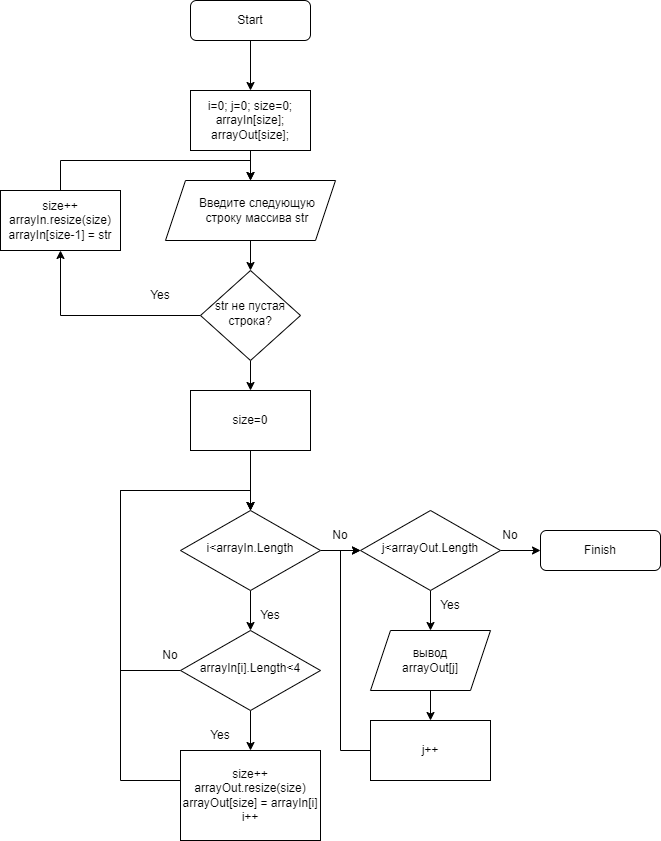 Start
i=0; j=0; size=0;
arrayIn[size];
arrayOut[size];
size++
arrayIn.resize(size)
arrayIn[size-1] = str
Введите следующую
строку массива str
Yes
str не пустая
строка?
size=0
i<arrayIn.Length
No
j<arrayOut.Length
No
Finish
Yes
Yes
No
arrayIn[i].Length<4
вывод
arrayOut[j]
Yes
j++
size++
arrayOut.resize(size)
arrayOut[size] = arrayIn[i]
i++